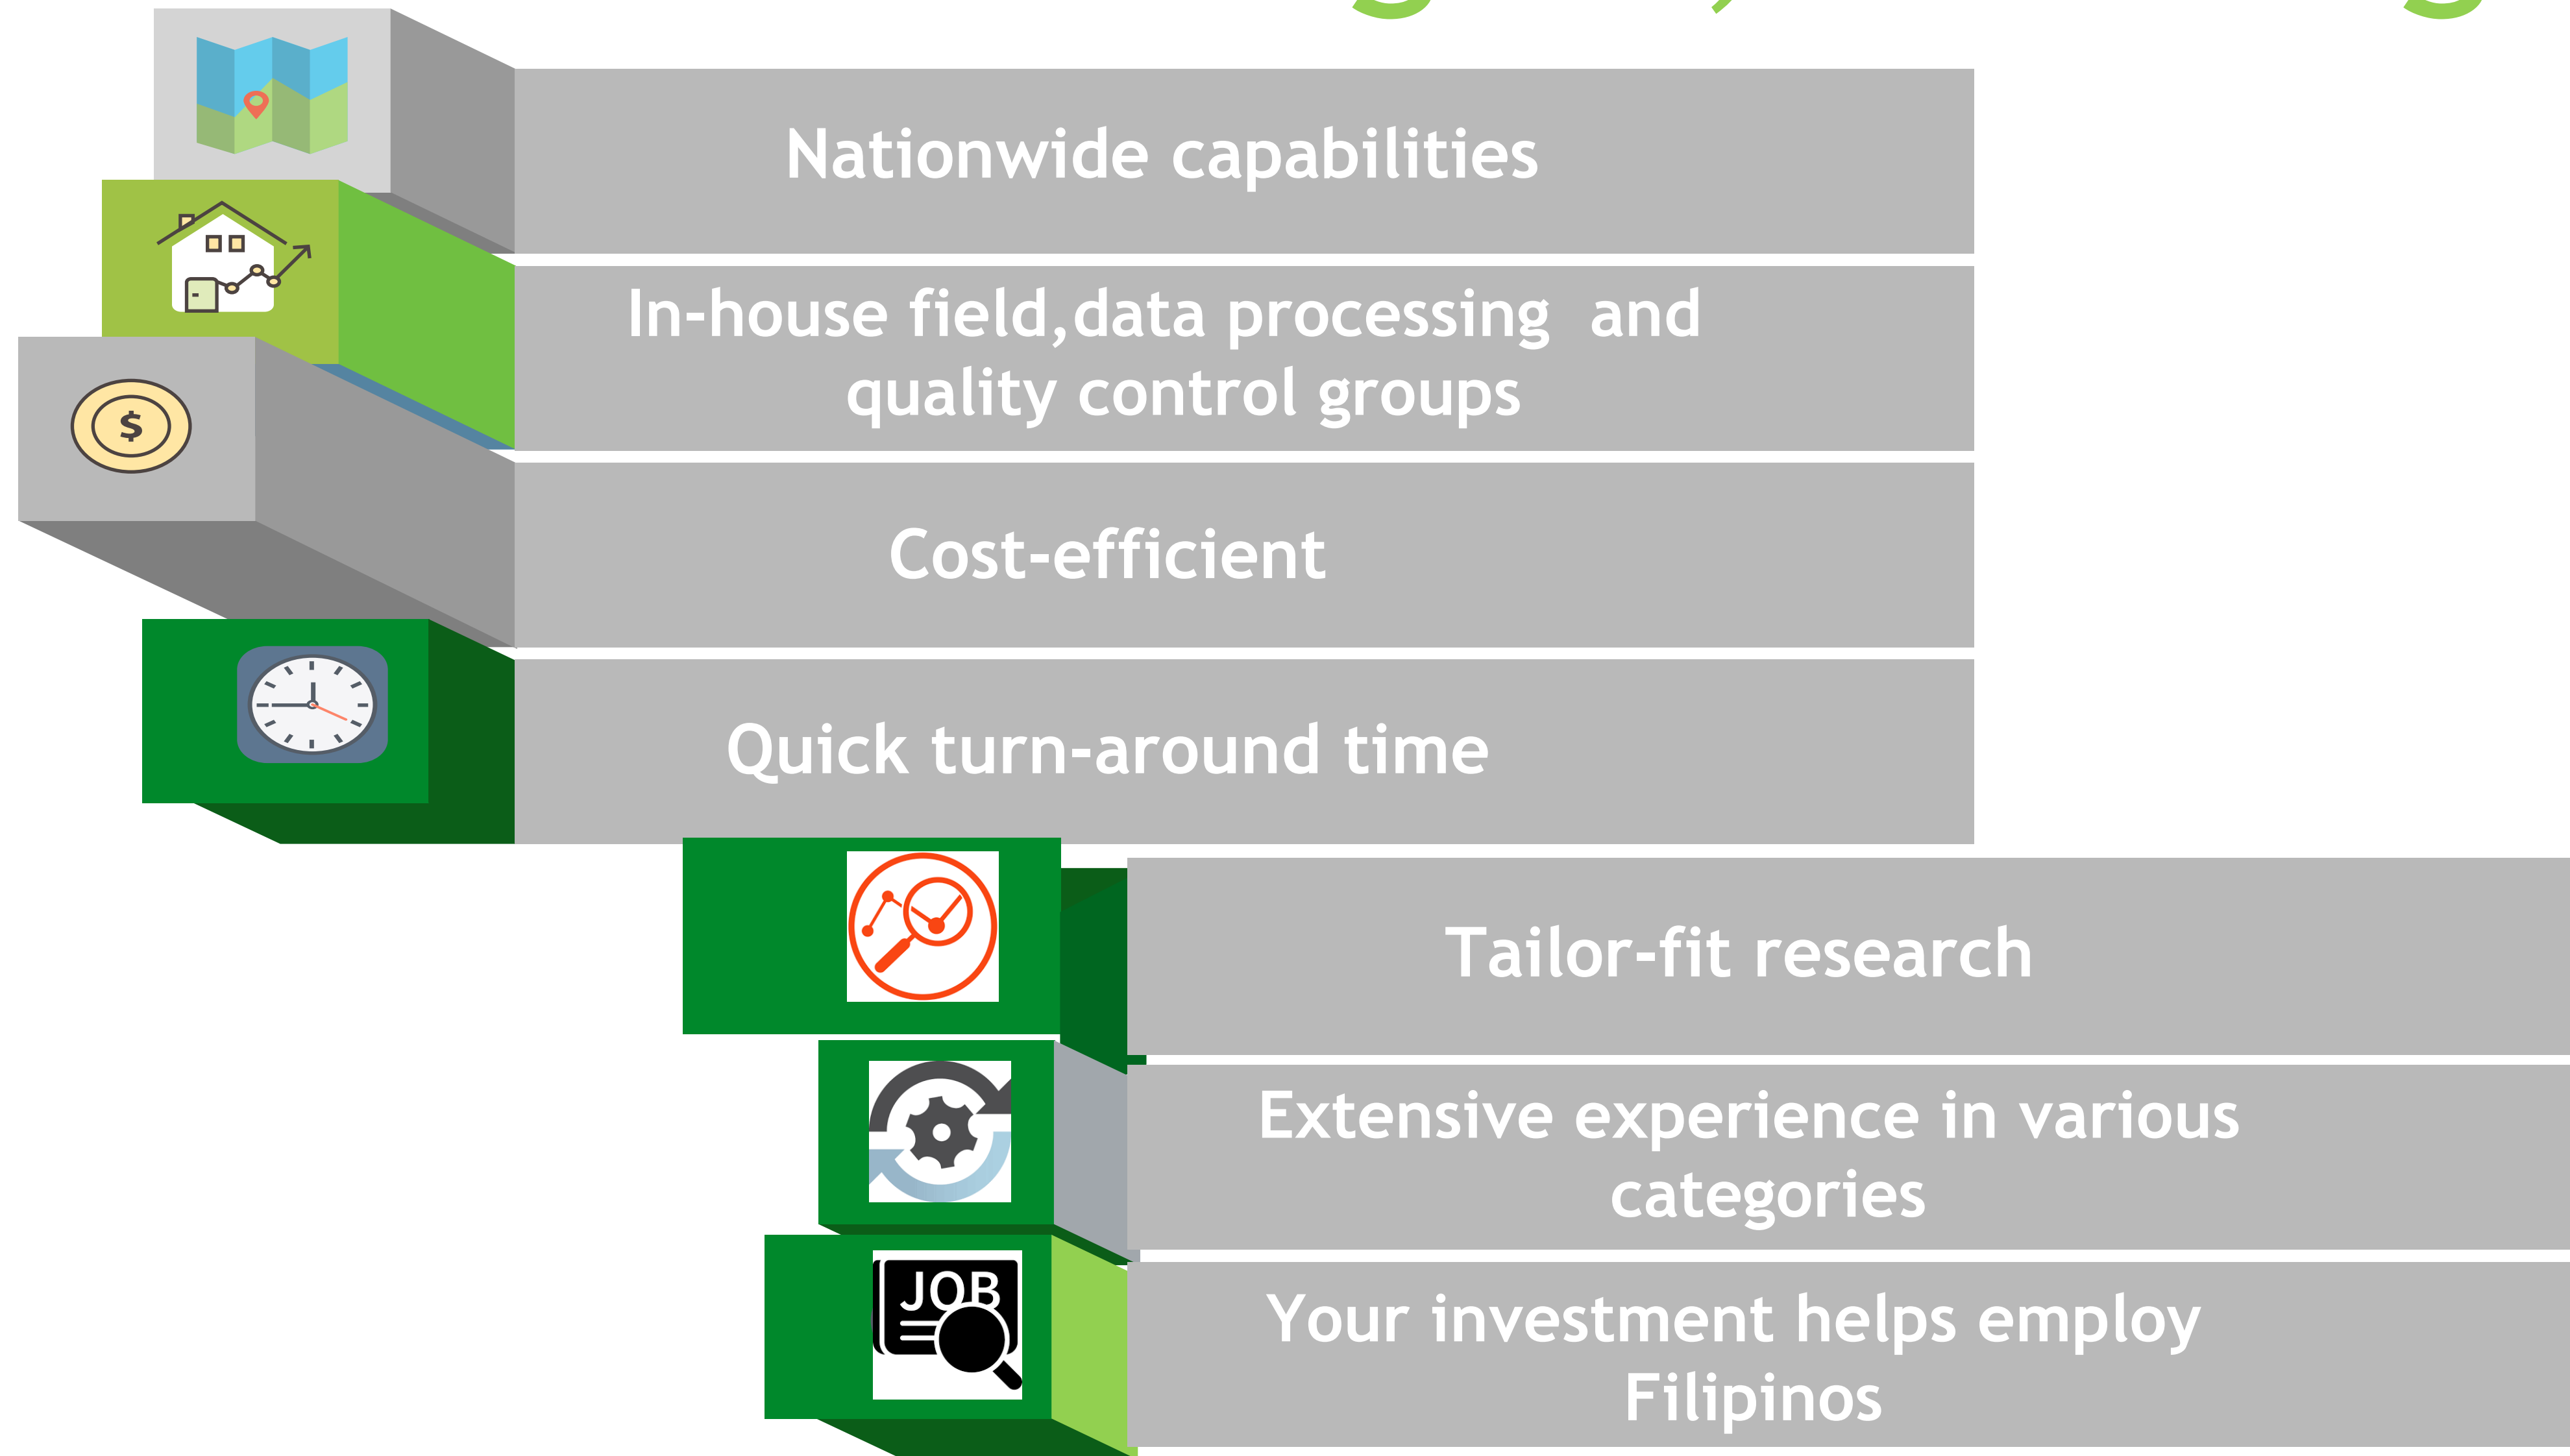 Nationwide capabilities
In-house field,data processing  and
quality control groups
Cost-efficient
$
Quick turn-around time
Tailor-fit research
Extensive experience in various
categories
JOB
Your investment helps employ
Filipinos